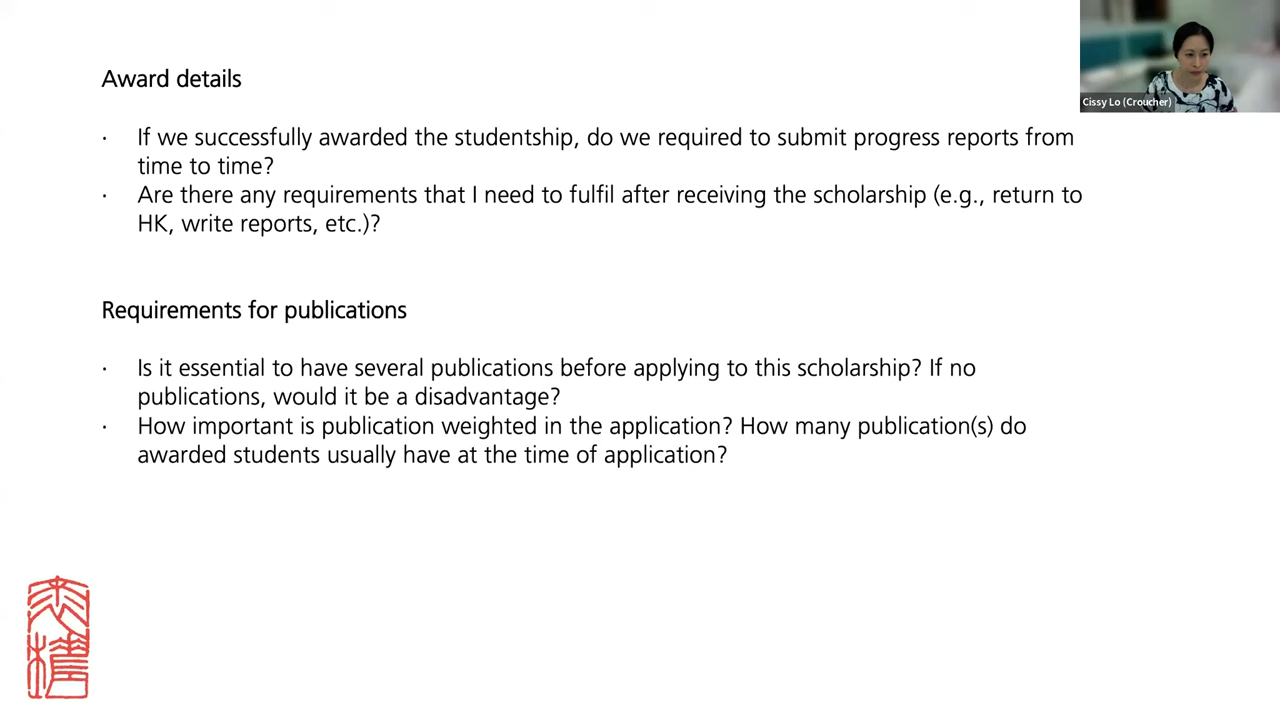 Award details
· If we successfully awarded the studentship, do we required to submit progress reports from
time to time?
· Are there any requirements that I need to fulfil after receiving the scholarship (e.g., return to
HK, write reports, etc.)?
Requirements for publications
· Is it essential to have several publications before applying to this scholarship? If no
publications, would it be a disadvantage?
· How important is publication weighted in the application? How many publication(s) do
awarded students usually have at the time of application?
Cissy Lo (Croucher)